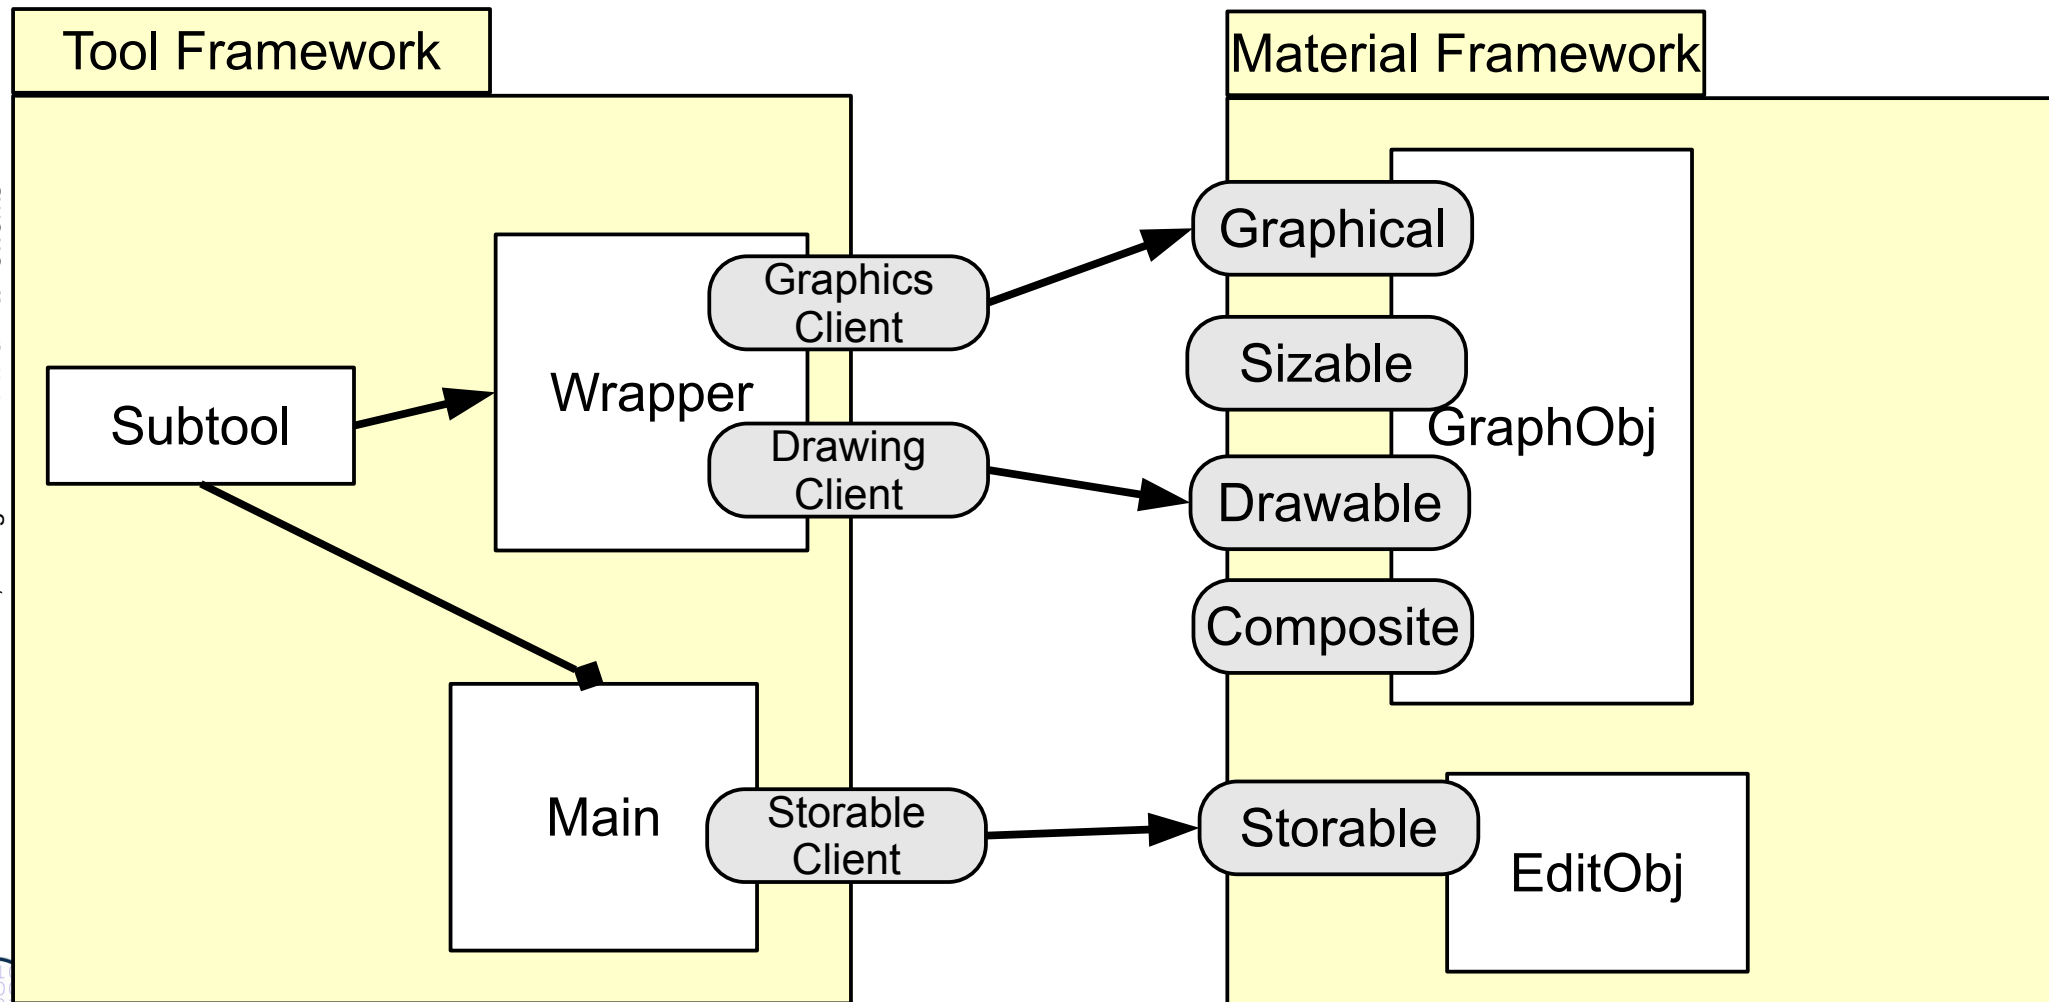 Tool Framework
Material Framework
Graphical
Graphics
Client
Sizable
Wrapper
Subtool
GraphObj
Drawing
Client
Drawable
Composite
Main
Storable
Client
Storable
EditObj